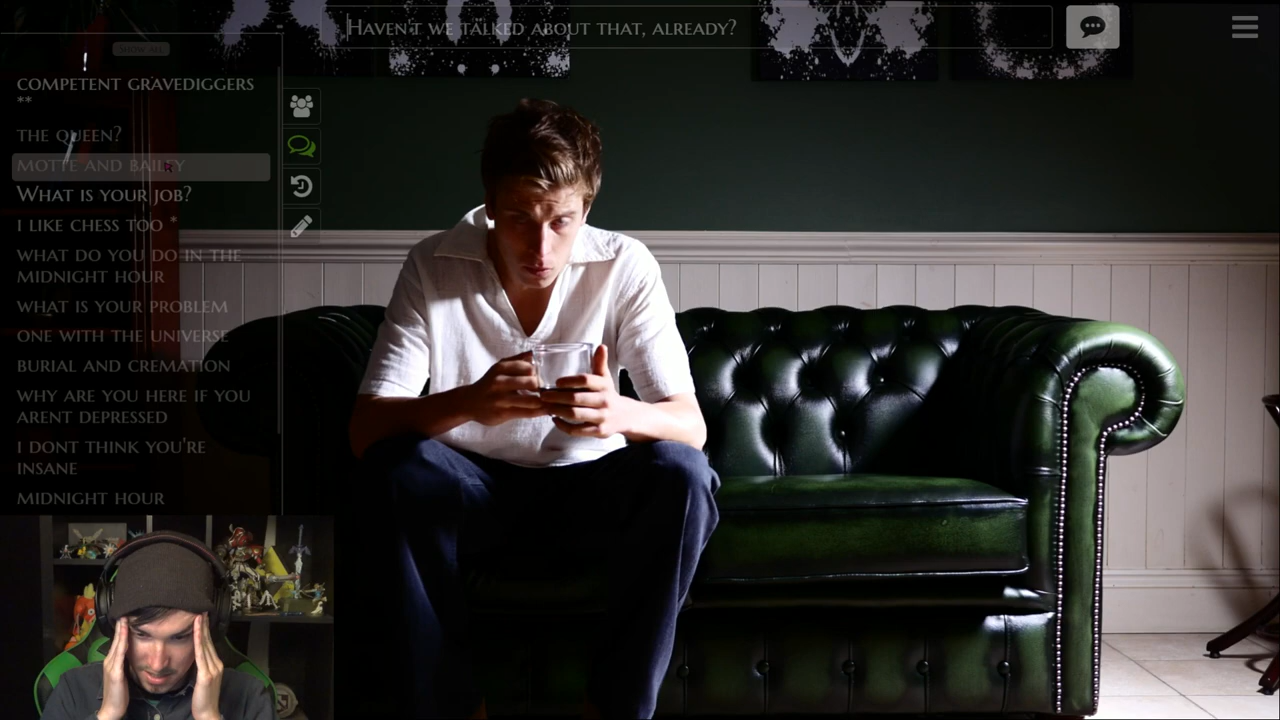 Haven't we talked about that, already?
SHOW ALL
COMPETENT GRAVEDIGGERS
**
THE QUEEN?
MOTTE AND BAILEY
WHAT IS YOUR JOB?
I LIKE CHESS TOO *
WHAT DO YOU DO IN THE
MIDNIGHT HOUR
WHAT IS YOUR PROBLEM
ONE WITH THE UNIVERSE
BURIAL AND CREMATION
WHY ARE YOU HERE IF YOU
ARENT DEPRESSED
I DONT THINK YOU'RE
INSANE
MIDNIGHT HOUR